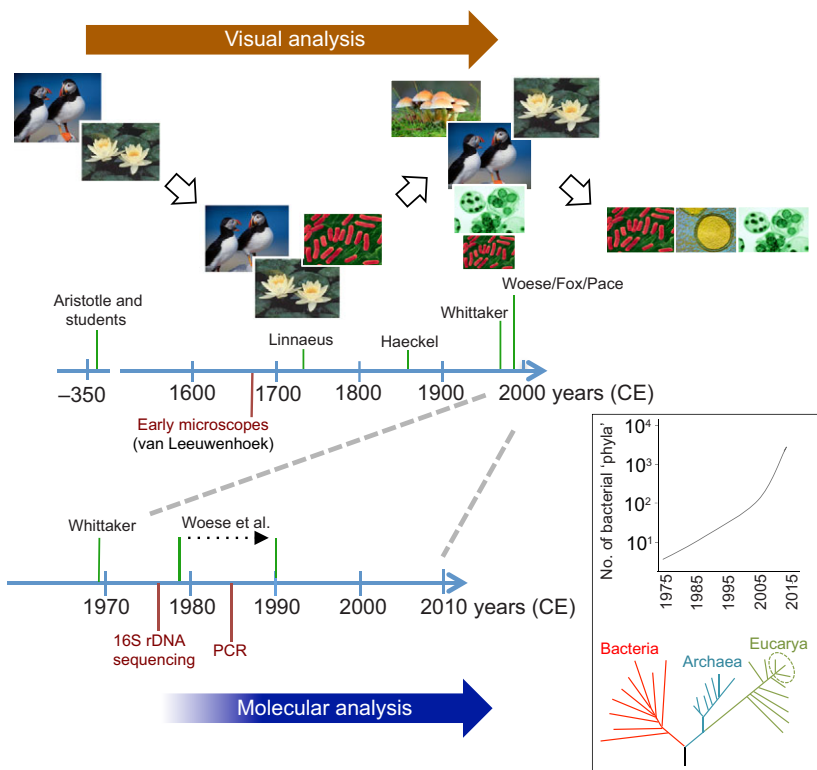 Visual analysis
Aristotle and
students
Linnaeus
Haeckel
Whittaker
Woese/Fox/Pace
–350
1600
1700
1800
1900
2000 years (CE)
Early microscopes
(van Leeuwenhoek)
Whittaker
Woese et al.
1970
1980
1990
2000
2010 years (CE)
16S rDNA
sequencing
PCR
Molecular analysis
No. of bacterial ‘phyla’
10⁴
10³
10²
10¹
1975
1985
1995
2005
2015
Bacteria
Archaea
Eucarya